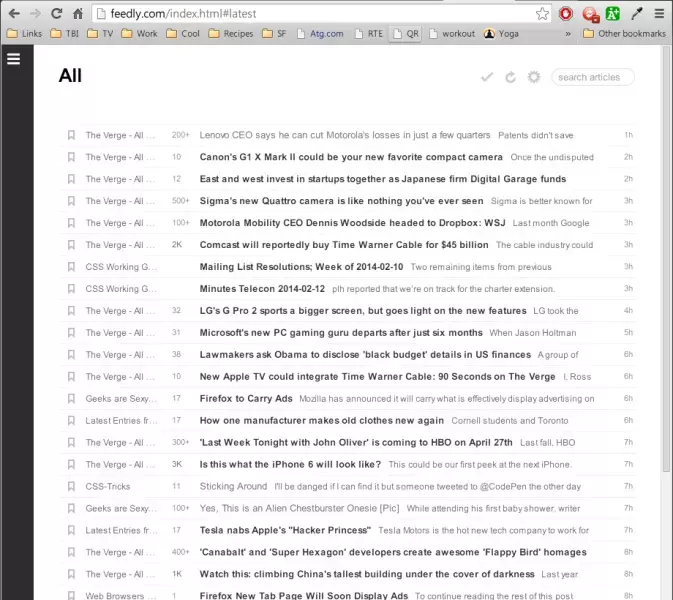 feedly.com/index.html#latest
Links TBI TV Work Cool Recipes SF Atg.com RTE QR workout Yoga » Other bookmarks
All
search articles
The Verge - All ... 200+ Lenovo CEO says he can cut Motorola's losses in just a few quarters Patents didn't save 1h
The Verge - All ... 10 Canon's G1 X Mark II could be your new favorite compact camera Once the undisputed 2h
The Verge - All ... 12 East and west invest in startups together as Japanese firm Digital Garage funds 2h
The Verge - All ... 500+ Sigma's new Quattro camera is like nothing you've ever seen Sigma is better known for 3h
The Verge - All ... 100+ Motorola Mobility CEO Dennis Woodside headed to Dropbox: WSJ Last month Google 3h
The Verge - All ... 2K Comcast will reportedly buy Time Warner Cable for $45 billion The cable industry could 3h
CSS Working G... Mailing List Resolutions; Week of 2014-02-10 Two remaining items from previous 3h
CSS Working G... Minutes Telecon 2014-02-12 plh reported that we're on track for the charter extension. 3h
The Verge - All ... 32 LG's G Pro 2 sports a bigger screen, but goes light on the new features LG took the 4h
The Verge - All ... 31 Microsoft's new PC gaming guru departs after just six months When Jason Holtman 5h
The Verge - All ... 38 Lawmakers ask Obama to disclose 'black budget' details in US finances A group of 6h
The Verge - All ... 10 New Apple TV could integrate Time Warner Cable: 90 Seconds on The Verge I, Ross 6h
Geeks are Sexy... 17 Firefox to Carry Ads Mozilla has announced it will carry what is effectively display advertising on 6h
Latest Entries fr... 17 How one manufacturer makes old clothes new again Cornell students and Toronto 6h
The Verge - All ... 300+ 'Last Week Tonight with John Oliver' is coming to HBO on April 27th Last fall, HBO 7h
The Verge - All ... 3K Is this what the iPhone 6 will look like? This could be our first peek at the next iPhone. 7h
CSS-Tricks 11 Sticking Around I'll be danged if I can find it but someone tweeted to @CodePen the other day 7h
Geeks are Sexy... 100+ Yes, This is an Alien Chestburster Onesie [Pic] While attending his first baby shower, writer 7h
Latest Entries fr... 17 Tesla nabs Apple's "Hacker Princess" Tesla Motors is the hot new tech company to work for 7h
The Verge - All ... 400+ 'Canabalt' and 'Super Hexagon' developers create awesome 'Flappy Bird' homages 8h
The Verge - All ... 1K Watch this: climbing China's tallest building under the cover of darkness Last year 8h
Web Browsers ... 1 Firefox New Tab Page Will Soon Display Ads To continue reading the rest of this post 8h